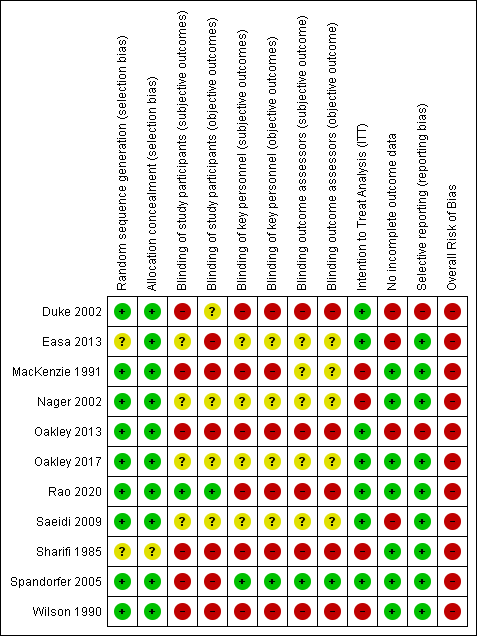 Random sequence generation (selection bias)
Allocation concealment (selection bias)
Blinding of study participants (subjective outcomes)
Blinding of study participants (objective outcomes)
Blinding of key personnel (subjective outcomes)
Blinding of key personnel (objective outcomes)
Blinding outcome assessors (subjective outcome)
Blinding outcome assessors (objective outcome)
Intention to Treat Analysis (ITT)
No incomplete outcome data
Selective reporting (reporting bias)
Overall Risk of Bias
Duke 2002 + + - ? - - - - + - - -
Easa 2013 ? + ? - ? ? ? ? + - + -
MacKenzie 1991 + + - - - - ? ? - + + -
Nager 2002 + + ? ? ? ? ? ? - + + -
Oakley 2013 + + - - - - - - + - - -
Oakley 2017 + + ? ? ? ? ? ? + + + -
Rao 2020 + + + + - - - - + + + -
Saeidi 2009 + + ? ? ? ? ? ? + - + -
Sharifi 1985 ? ? - - - - - - - + + -
Spandorfer 2005 + + - - + + + + + + + -
Wilson 1990 + + - - - - - - - + + -